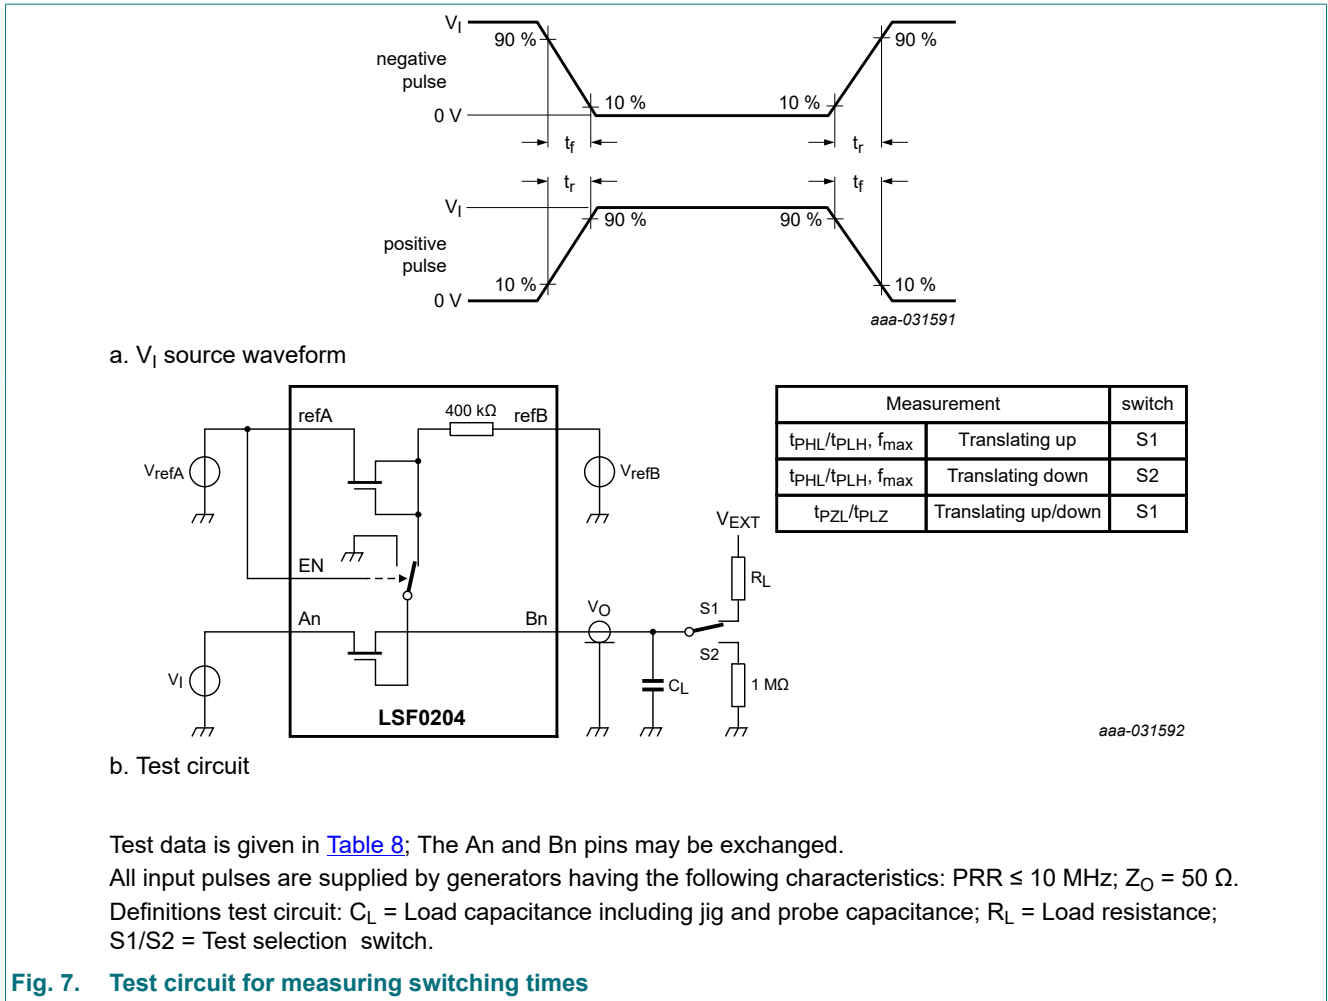 VI
90 %
90 %
negative
pulse
10 %
10 %
0 V
tf
tr
tr
tf
VI
90 %
90 %
positive
pulse
10 %
10 %
0 V
aaa-031591
a. VI source waveform
refA
400 kΩ
refB
VrefA
VrefB
EN
An
Bn
VI
LSF0204
VO
CL
S1
S2
VEXT
RL
1 MΩ
Measurement switch
tPHL/tPLH, fmax Translating up S1
tPHL/tPLH, fmax Translating down S2
tPZL/tPLZ Translating up/down S1
aaa-031592
b. Test circuit
Test data is given in Table 8; The An and Bn pins may be exchanged.
All input pulses are supplied by generators having the following characteristics: PRR ≤ 10 MHz; ZO = 50 Ω.
Definitions test circuit: CL = Load capacitance including jig and probe capacitance; RL = Load resistance;
S1/S2 = Test selection switch.
Fig. 7. Test circuit for measuring switching times